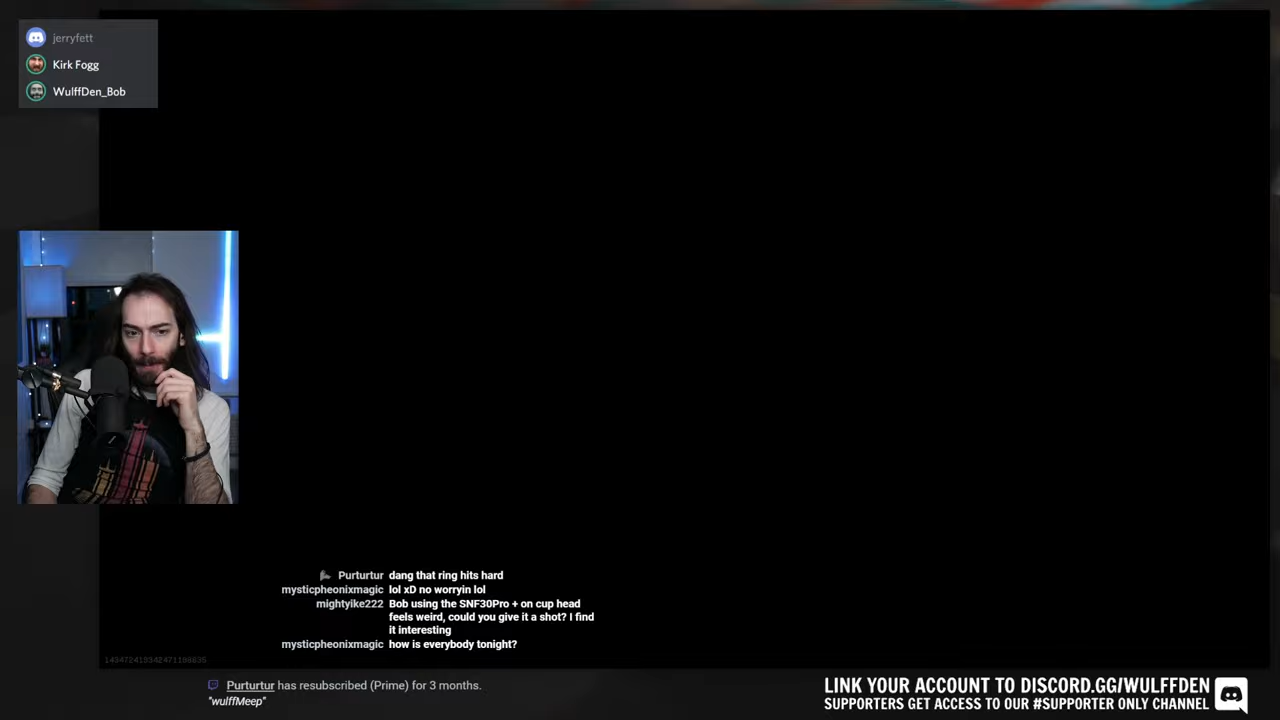 jerryfett
Kirk Fogg
WulffDen_Bob
Purturtur dang that ring hits hard
mysticpheonixmagic lol xD no worryin lol
mightyike222 Bob using the SNF30Pro + on cup head
feels weird, could you give it a shot? I find
it interesting
mysticpheonixmagic how is everybody tonight?
Purturtur has resubscribed (Prime) for 3 months.
"wulffMeep"
LINK YOUR ACCOUNT TO DISCORD.GG/WULFFDEN
SUPPORTERS GET ACCESS TO OUR #SUPPORTER ONLY CHANNEL